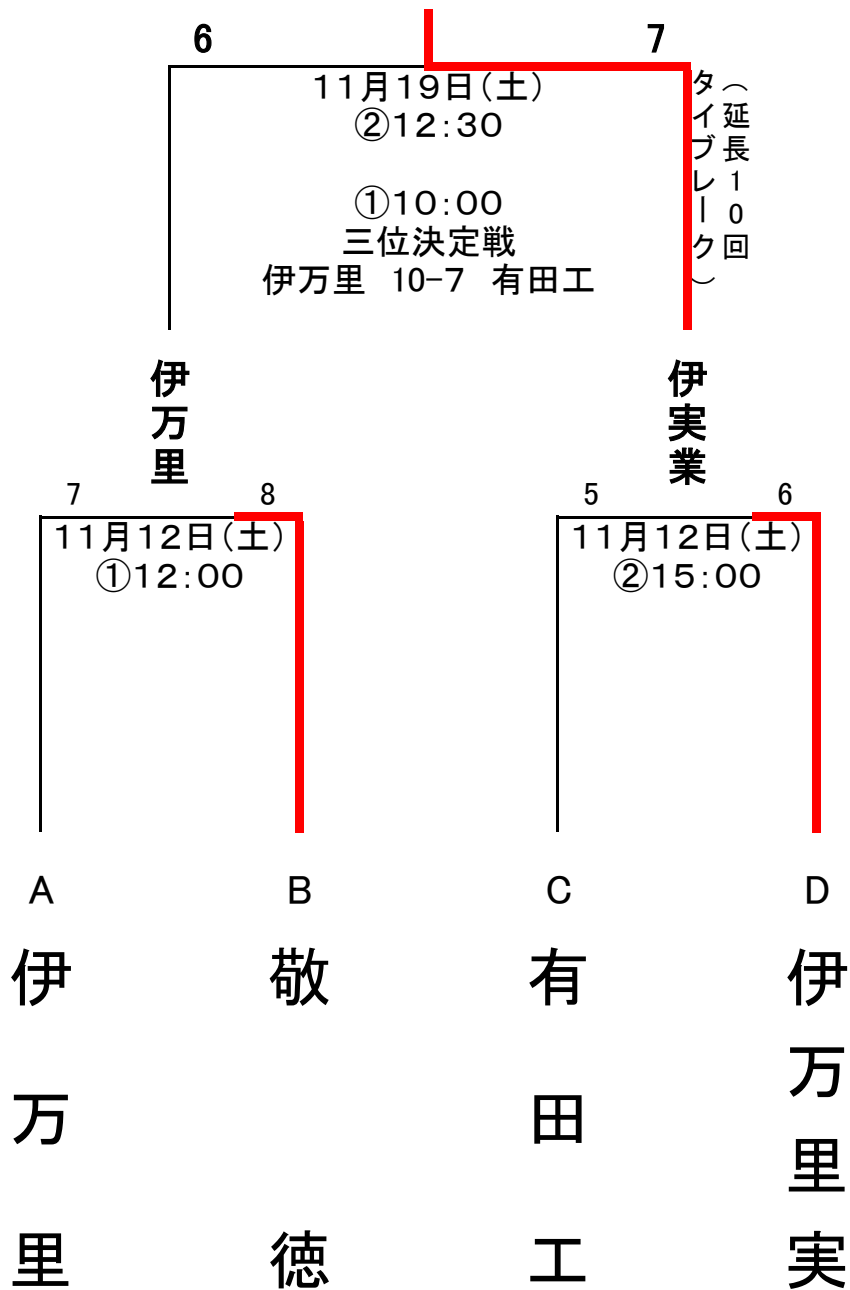 6
7
11月19日(土)
②12:30
①10:00
三位決定戦
伊万里 10-7 有田工
(延長10回
タイブレーク)
伊万里
伊実業
7
8
5
6
11月12日(土)
①12:00
11月12日(土)
②15:00
A
B
C
D
伊万里
敬徳
有田工
伊万里実